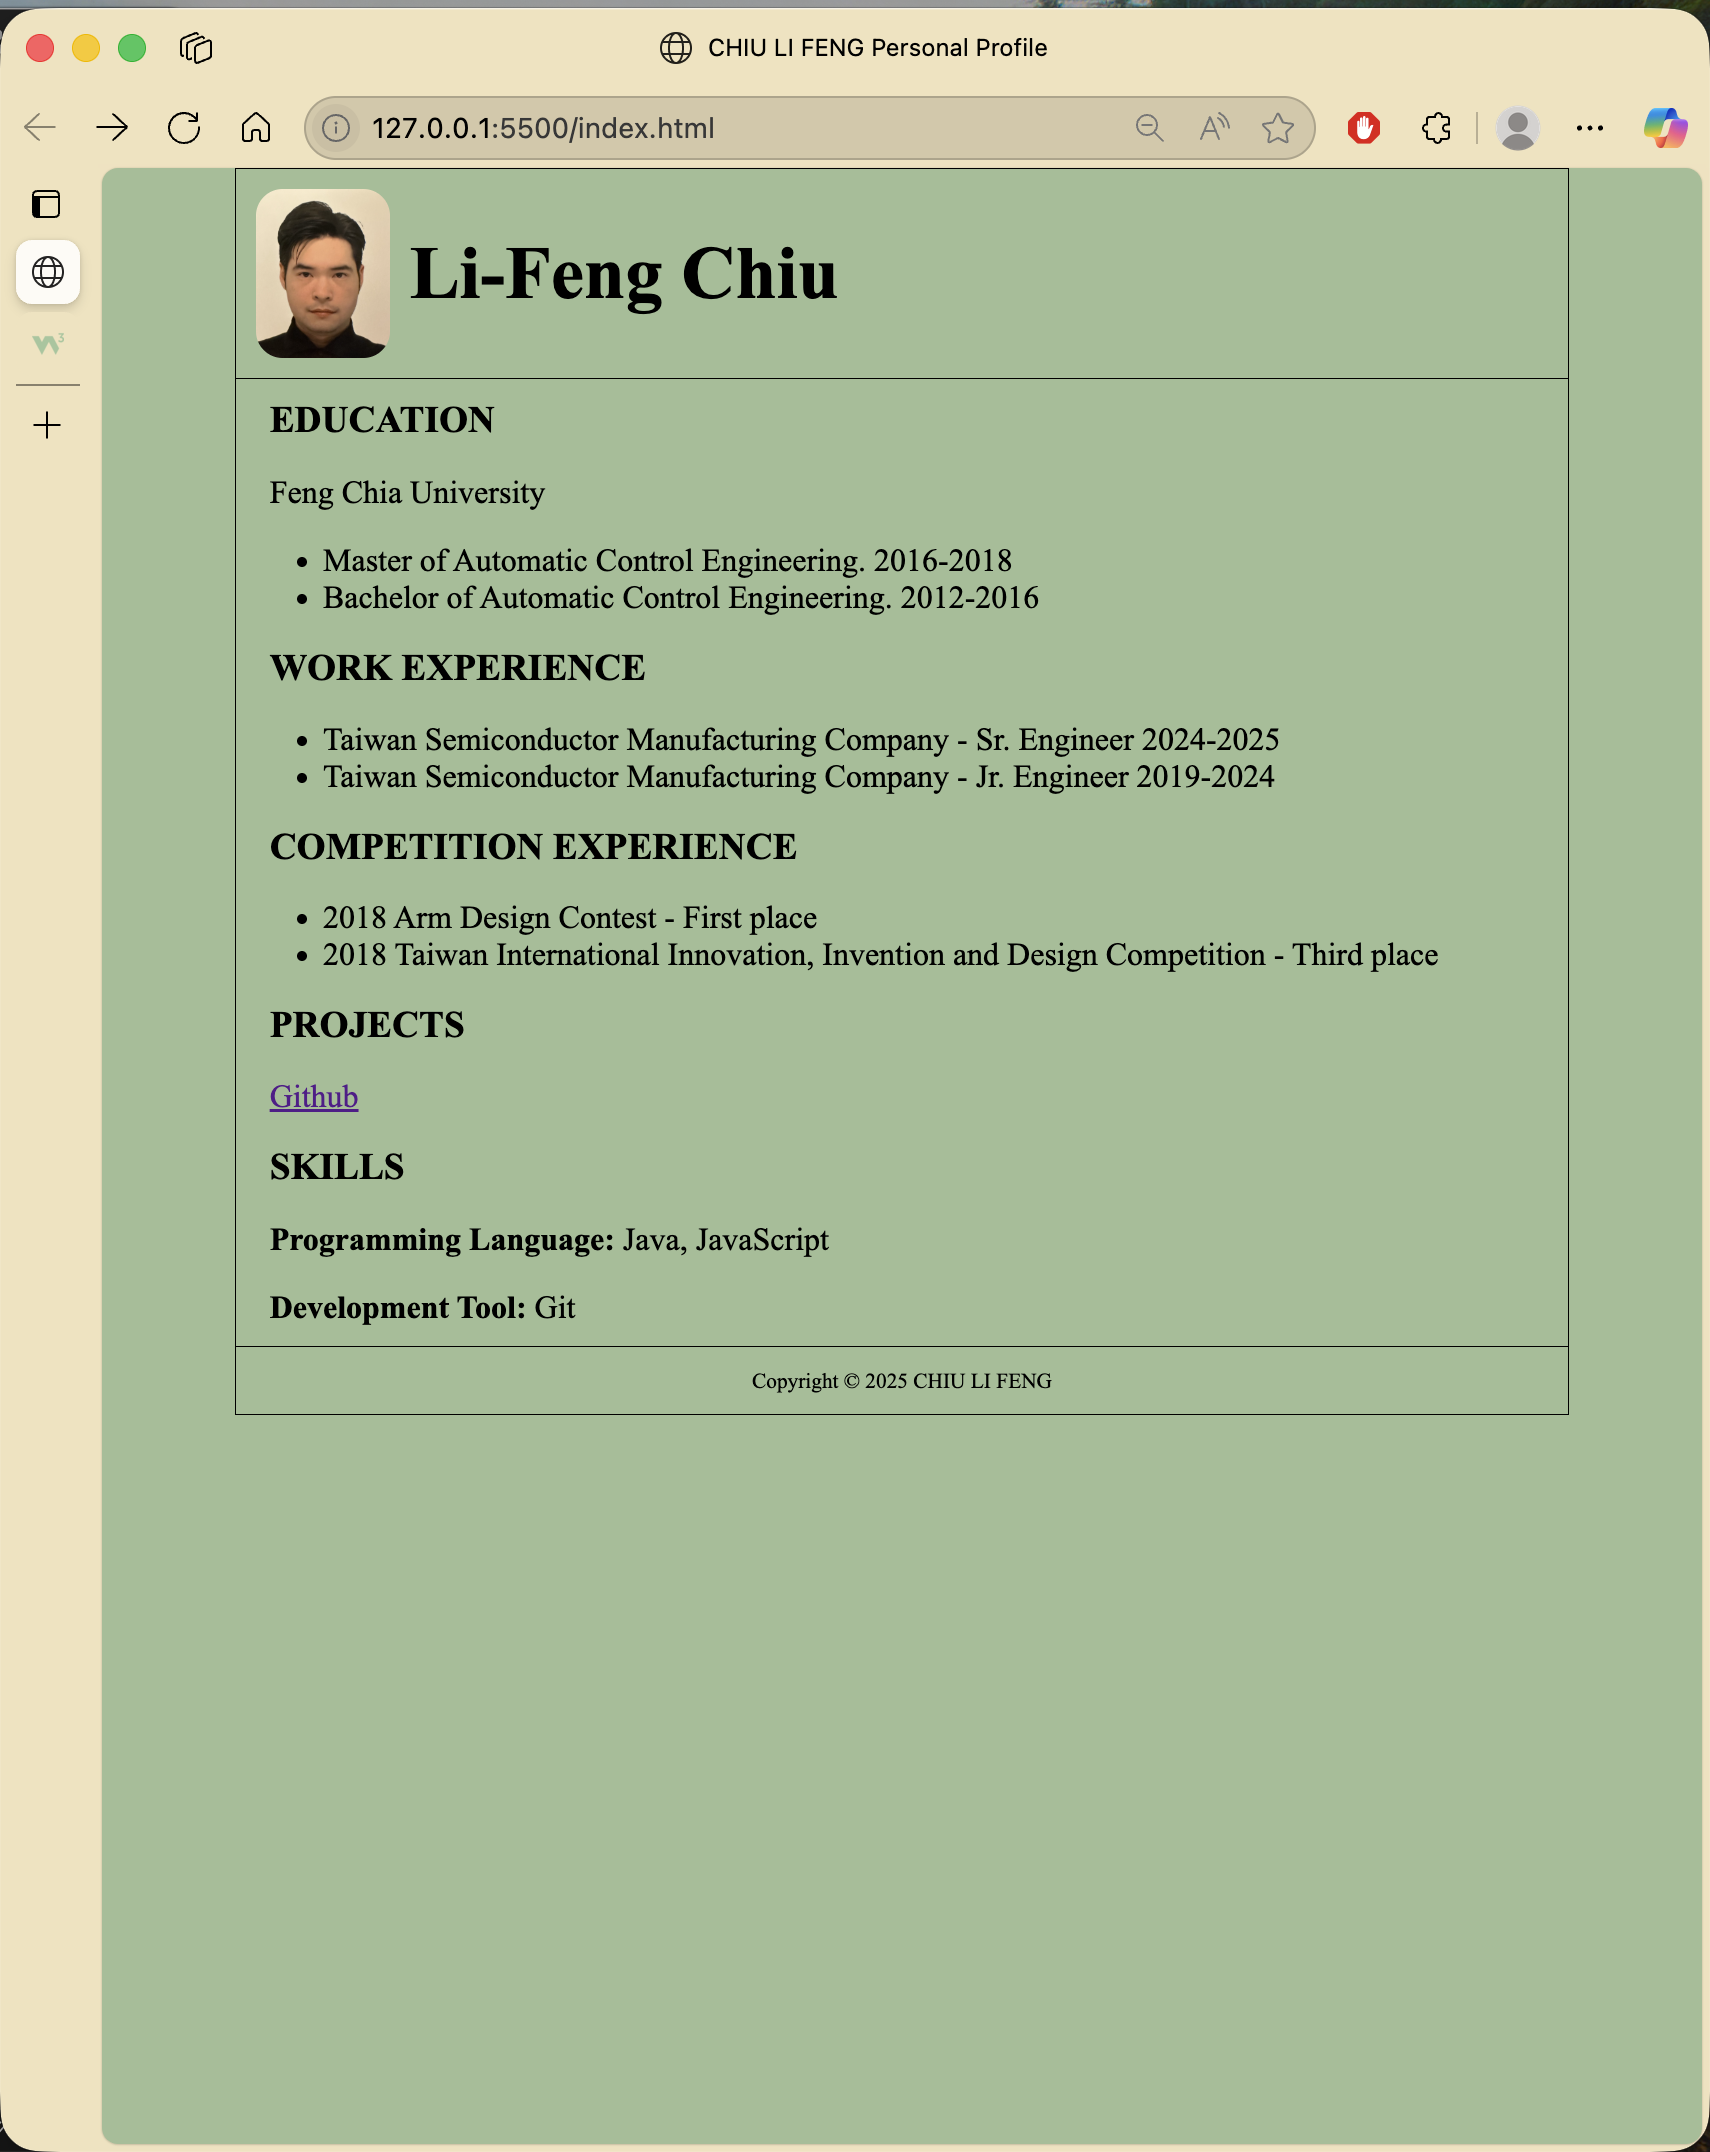 CHIU LI FENG Personal Profile
127.0.0.1:5500/index.html
Li-Feng Chiu
EDUCATION
Feng Chia University
• Master of Automatic Control Engineering. 2016-2018
• Bachelor of Automatic Control Engineering. 2012-2016
WORK EXPERIENCE
• Taiwan Semiconductor Manufacturing Company - Sr. Engineer 2024-2025
• Taiwan Semiconductor Manufacturing Company - Jr. Engineer 2019-2024
COMPETITION EXPERIENCE
• 2018 Arm Design Contest - First place
• 2018 Taiwan International Innovation, Invention and Design Competition - Third place
PROJECTS
Github
SKILLS
Programming Language: Java, JavaScript
Development Tool: Git
Copyright © 2025 CHIU LI FENG